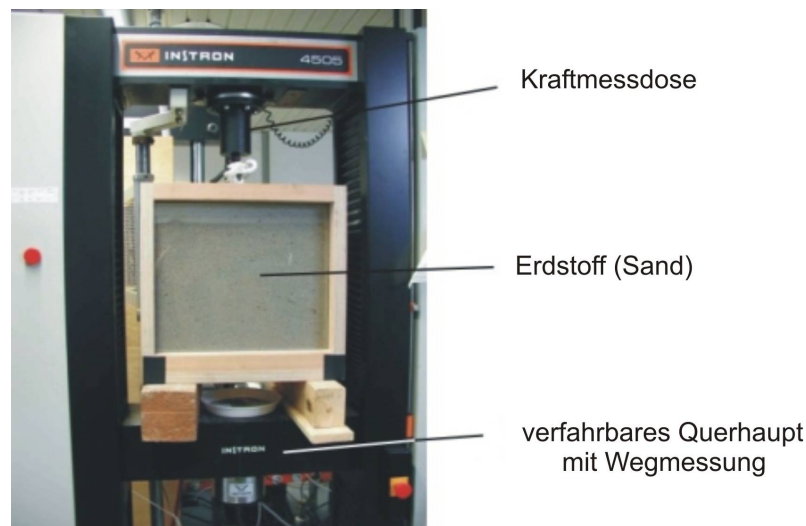 INSTRON 4505
Kraftmessdose
Erdstoff (Sand)
verfahrbares Querhaupt
mit Wegmessung
INSTRON